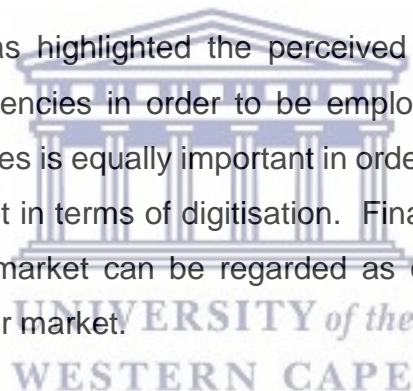 as highlighted the perceived
encies in order to be emplo
es is equally important in orde
t in terms of digitisation. Fina
market can be regarded as
r market.
UNIVERSITY of the
WESTERN CAPE